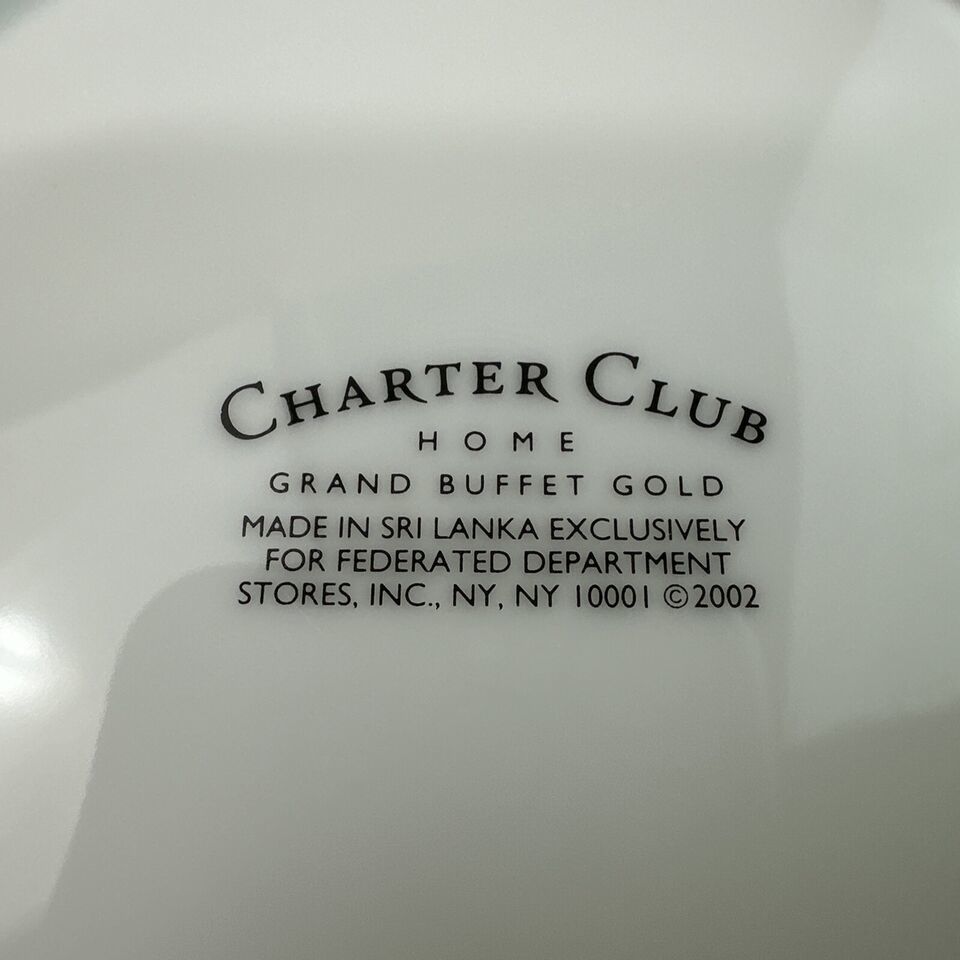 CHARTER CLUB
HOME
GRAND BUFFET GOLD
MADE IN SRI LANKA EXCLUSIVELY
FOR FEDERATED DEPARTMENT
STORES, INC., NY, NY 10001 ©2002